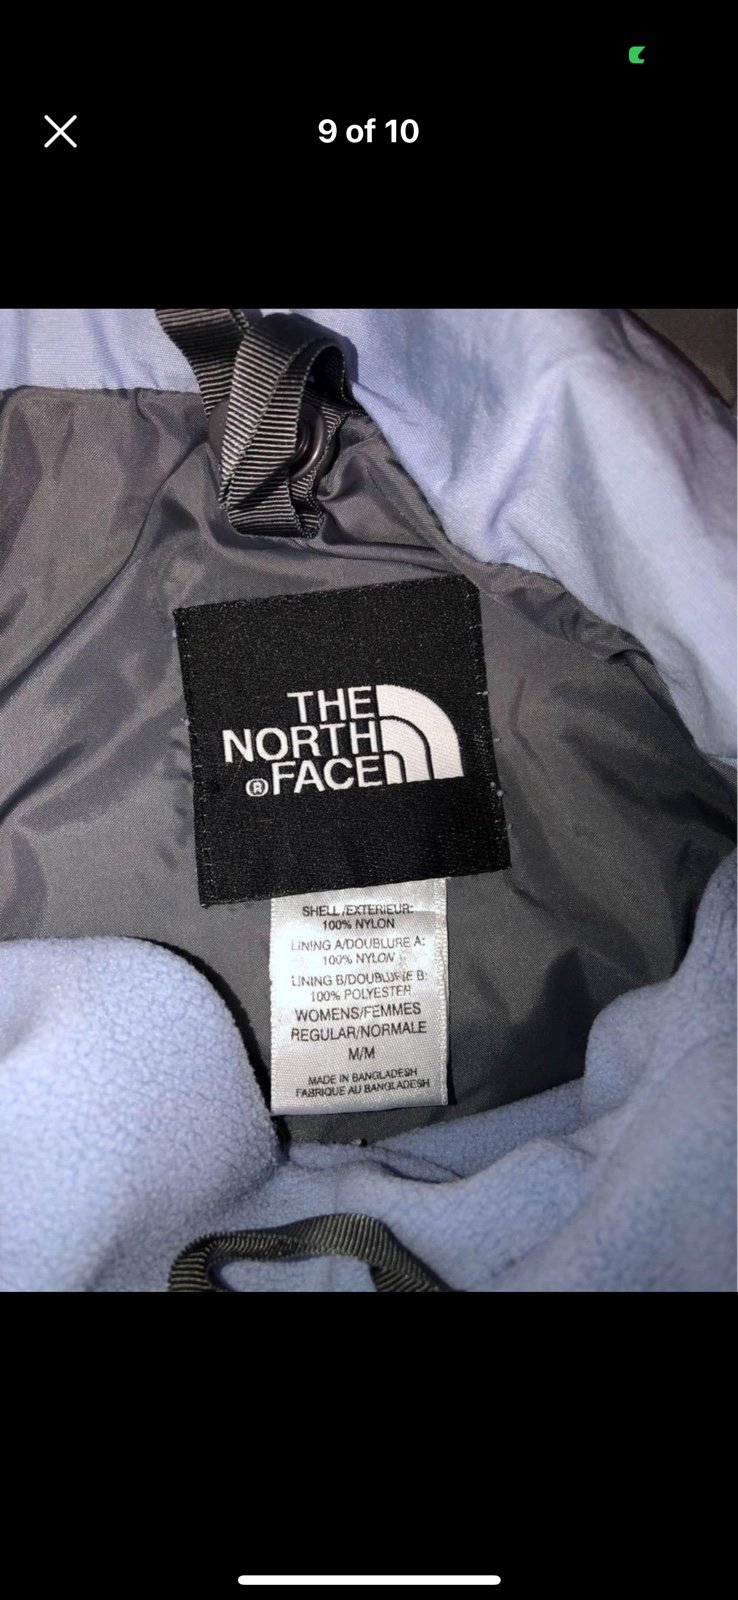 9 of 10
THE
NORTH
® FACE
SHELL/EXTERIEUR:
100% NYLON
LINING A/DOUBLURE A:
100% NYLON
LINING B/DOUBLURE B:
100% POLYESTER
WOMENS/FEMMES
REGULAR/NORMALE
M/M
MADE IN BANGLADESH
FABRIQUE AU BANGLADESH